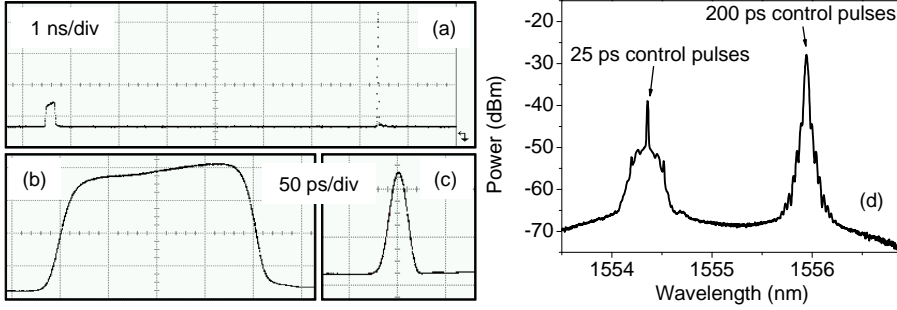 1 ns/div
(a)
(b)
50 ps/div
(c)
200 ps control pulses
25 ps control pulses
-10
-20
-30
-40
-50
-60
-70
Power (dBm)
(d)
1554
1555
1556
Wavelength (nm)